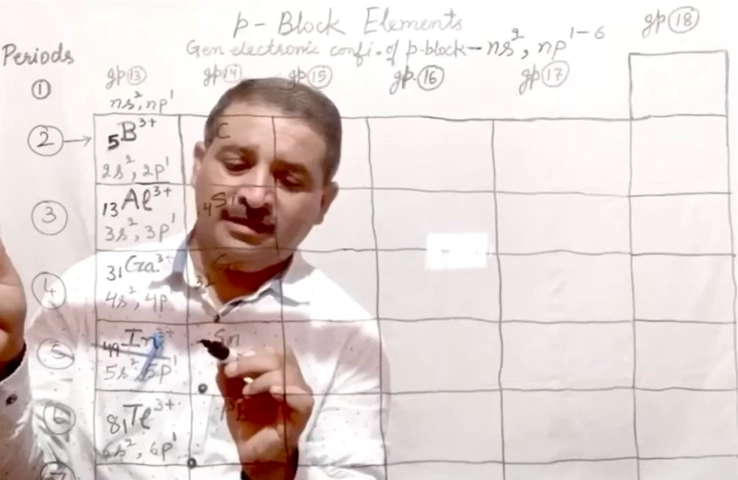 p-Block Elements
Gen electronic confi. of p-block - ns², np¹⁻⁶
gp 18
Periods
gp 13 gp 14 gp 15 gp. 16 gp 17
1 ns², np¹
2 → ₅B³⁺ C
2s², 2p¹
3 ₁₃Al³⁺ Si
3s², 3p¹
4 ₃₁Ga³⁺
4s², 4p¹
5 ₄₉In³⁺ Sn
5s², 5p¹
6 ₈₁Tl³⁺
6s², 6p¹